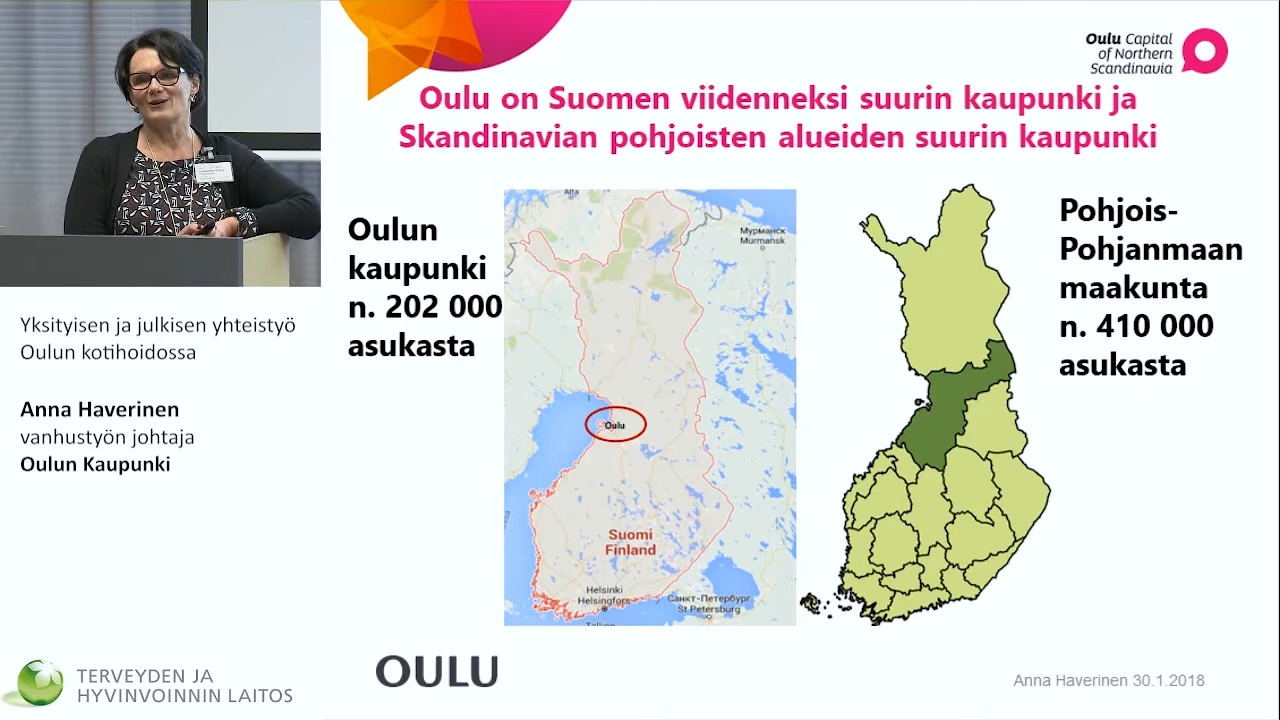 Oulu Capital
of Northern
Scandinavia
Oulu on Suomen viidenneksi suurin kaupunki ja
Skandinavian pohjoisten alueiden suurin kaupunki
Oulun
kaupunki
n. 202 000
asukasta
Мурманск
Murmansk
Oulu
Suomi
Finland
Helsinki
Helsingfors
Санкт-Петербург
St Petersburg
Tallinn
Pohjois-
Pohjanmaan
maakunta
n. 410 000
asukasta
Yksityisen ja julkisen yhteistyö
Oulun kotihoidossa
Anna Haverinen
vanhustyön johtaja
Oulun Kaupunki
TERVEYDEN JA
HYVINVOINNIN LAITOS
OULU
Anna Haverinen 30.1.2018